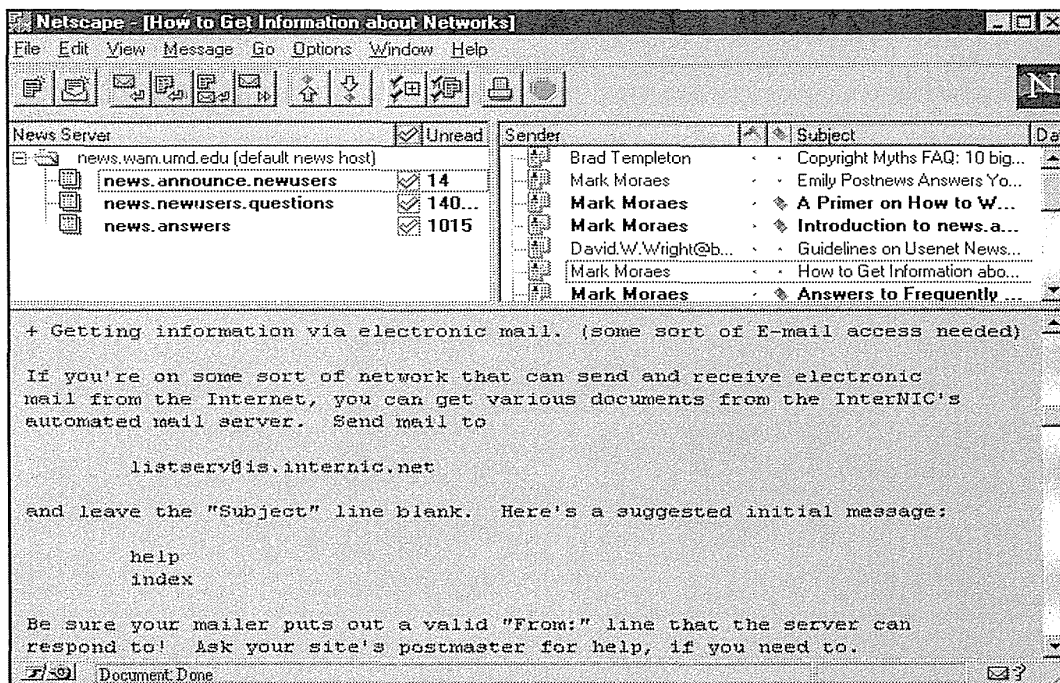 Netscape - [How to Get Information about Networks]
File Edit View Message Go Options Window Help
N
News Server Unread
news.wam.umd.edu (default news host)
news.announce.newusers 14
news.newusers.questions 140...
news.answers 1015
Sender Subject Da
Brad Templeton Copyright Myths FAQ: 10 big...
Mark Moraes Emily Postnews Answers Yo...
Mark Moraes A Primer on How to W...
Mark Moraes Introduction to news.a...
David.W.Wright@b... Guidelines on Usenet News...
Mark Moraes How to Get Information abo...
Mark Moraes Answers to Frequently ...
+ Getting information via electronic mail. (some sort of E-mail access needed)
If you're on some sort of network that can send and receive electronic
mail from the Internet, you can get various documents from the InterNIC's
automated mail server. Send mail to
listserv@is.internic.net
and leave the "Subject" line blank. Here's a suggested initial message:
help
index
Be sure your mailer puts out a valid "From:" line that the server can
respond to! Ask your site's postmaster for help, if you need to.
Document: Done
?